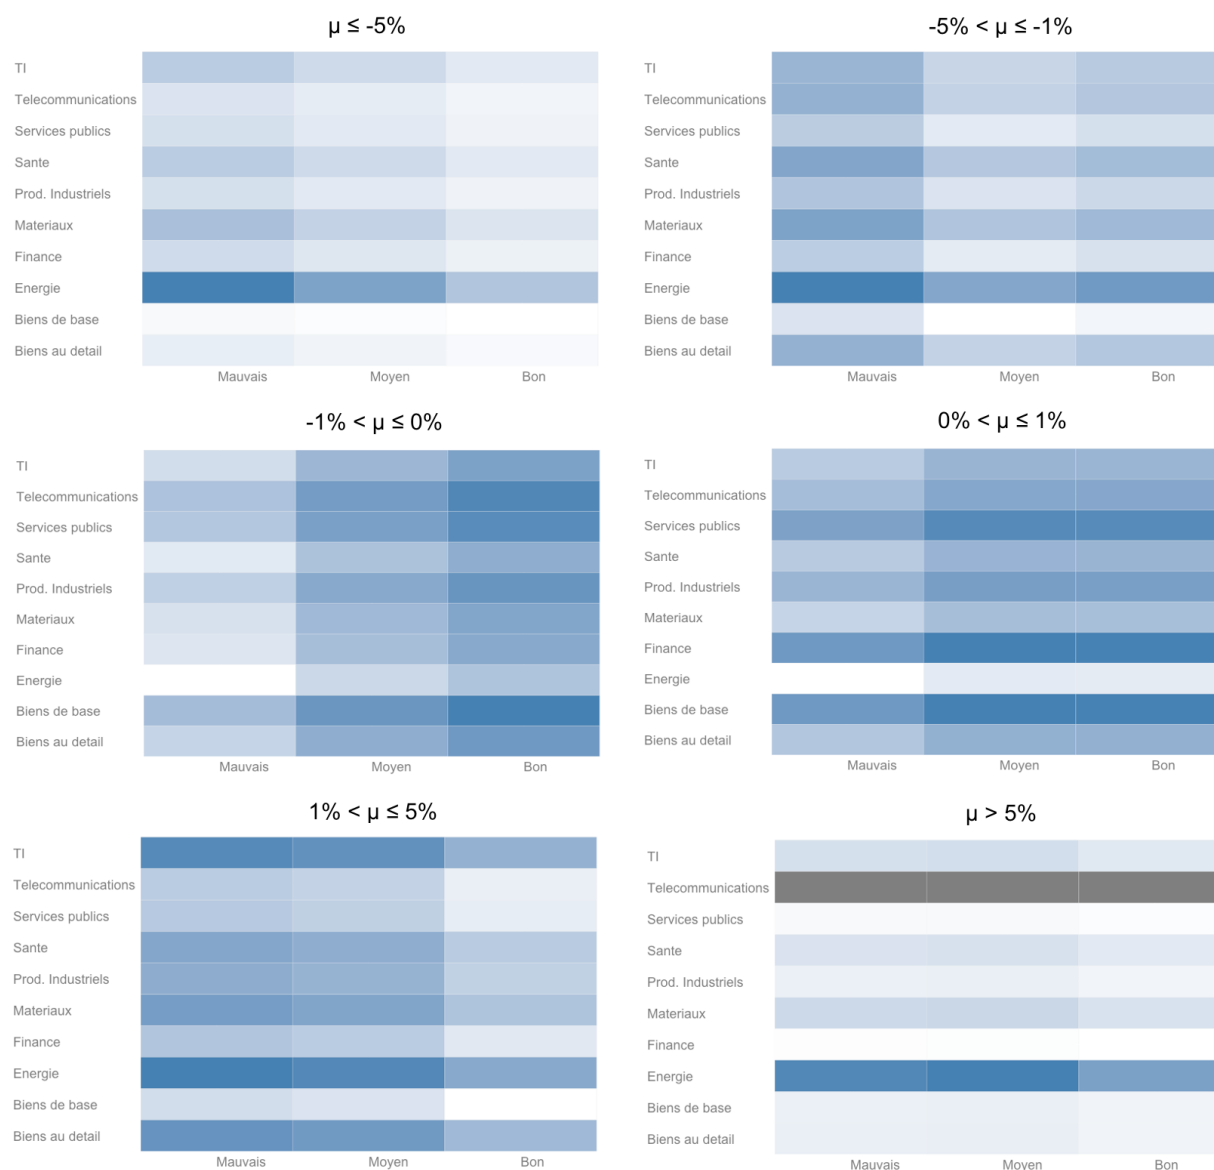 μ ≤ -5%
TI
Telecommunications
Services publics
Sante
Prod. Industriels
Materiaux
Finance
Energie
Biens de base
Biens au detail
Mauvais Moyen Bon
-5% < μ ≤ -1%
TI
Telecommunications
Services publics
Sante
Prod. Industriels
Materiaux
Finance
Energie
Biens de base
Biens au detail
Mauvais Moyen Bon
-1% < μ ≤ 0%
TI
Telecommunications
Services publics
Sante
Prod. Industriels
Materiaux
Finance
Energie
Biens de base
Biens au detail
Mauvais Moyen Bon
0% < μ ≤ 1%
TI
Telecommunications
Services publics
Sante
Prod. Industriels
Materiaux
Finance
Energie
Biens de base
Biens au detail
Mauvais Moyen Bon
1% < μ ≤ 5%
TI
Telecommunications
Services publics
Sante
Prod. Industriels
Materiaux
Finance
Energie
Biens de base
Biens au detail
Mauvais Moyen Bon
μ > 5%
TI
Telecommunications
Services publics
Sante
Prod. Industriels
Materiaux
Finance
Energie
Biens de base
Biens au detail
Mauvais Moyen Bon